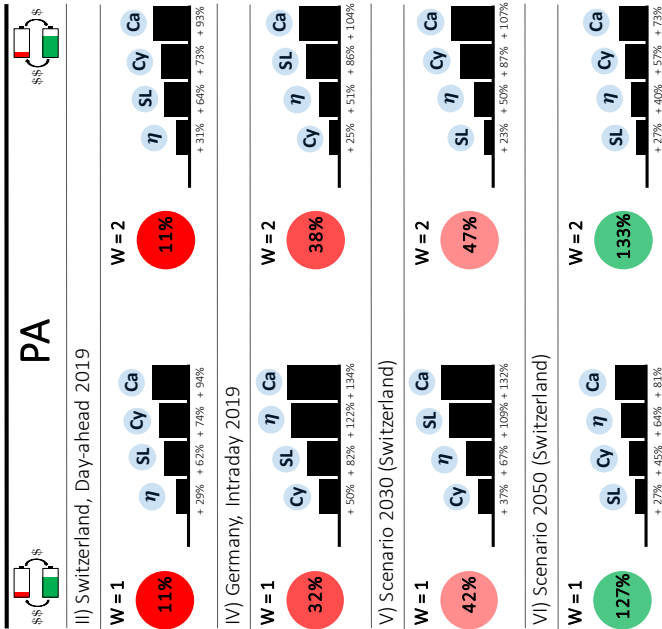 $$ $ PA $$ $
II) Switzerland, Day-ahead 2019
W = 1
11%
η SL Cy Ca
+ 29% + 62% + 74% + 94%
W = 2
11%
η SL Cy Ca
+ 31% + 64% + 73% + 93%
IV) Germany, Intraday 2019
W = 1
32%
Cy SL η Ca
+ 50% + 82% + 122% + 134%
W = 2
38%
Cy η SL Ca
+ 25% + 51% + 86% + 104%
V) Scenario 2030 (Switzerland)
W = 1
42%
Cy η SL Ca
+ 37% + 67% + 109% + 132%
W = 2
47%
SL η Cy Ca
+ 23% + 50% + 87% + 107%
VI) Scenario 2050 (Switzerland)
W = 1
127%
SL Cy η Ca
+ 27% + 45% + 64% + 81%
W = 2
133%
SL η Cy Ca
+ 27% + 40% + 57% + 73%